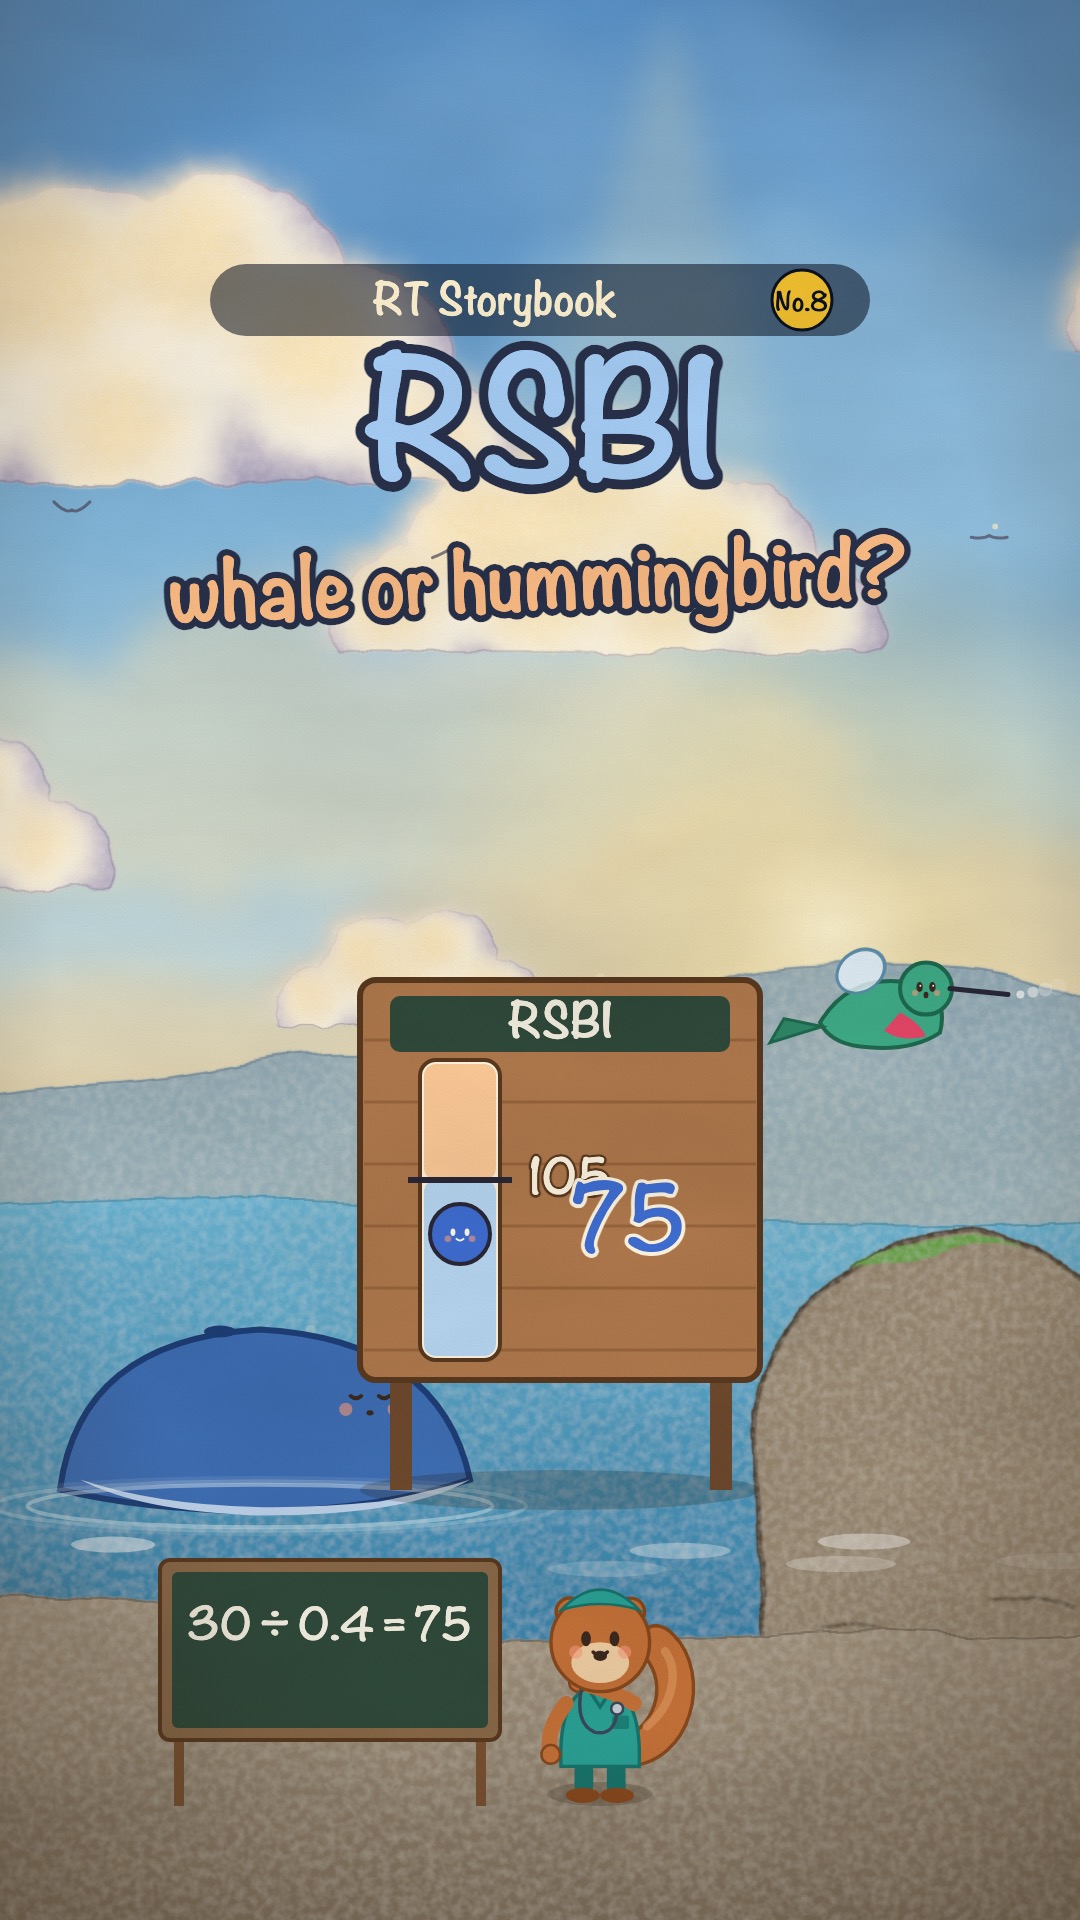 RT Storybook No.8
RSBI
whale or hummingbird?
RSBI
105
75
30 ÷ 0.4 = 75